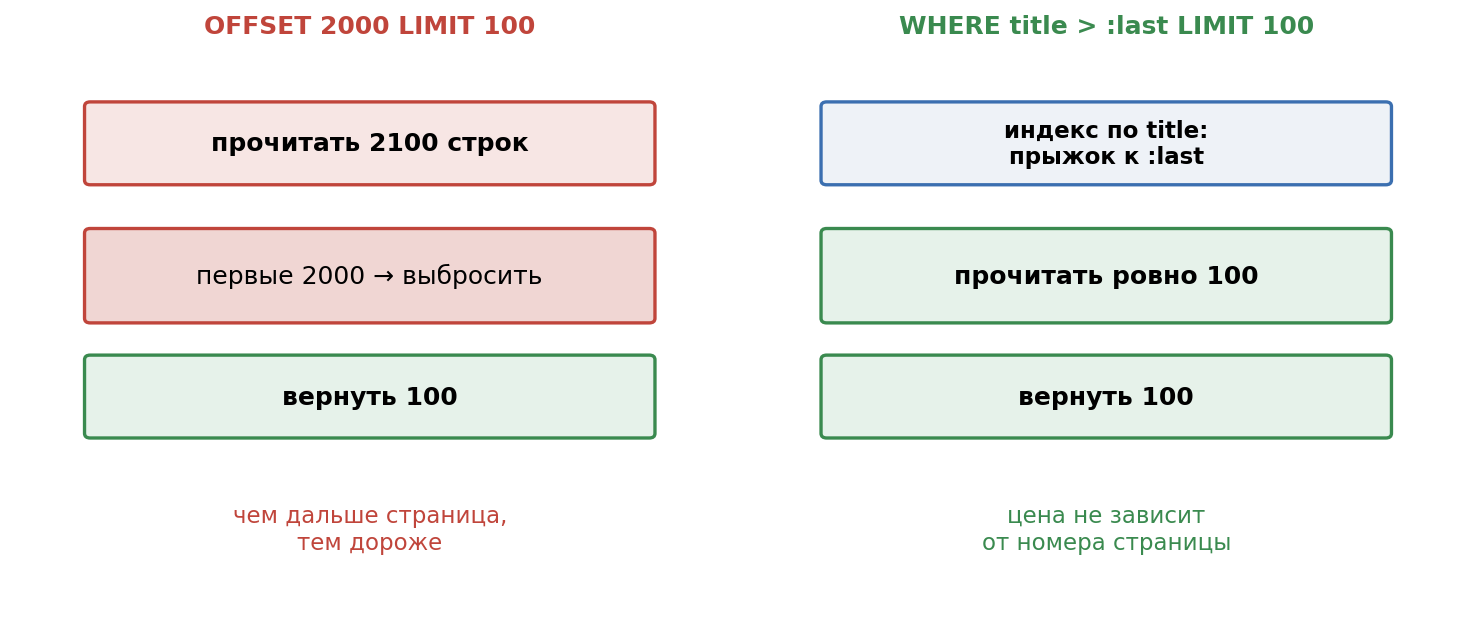 OFFSET 2000 LIMIT 100
прочитать 2100 строк
первые 2000 → выбросить
вернуть 100
чем дальше страница,
тем дороже
WHERE title > :last LIMIT 100
индекс по title:
прыжок к :last
прочитать ровно 100
вернуть 100
цена не зависит
от номера страницы